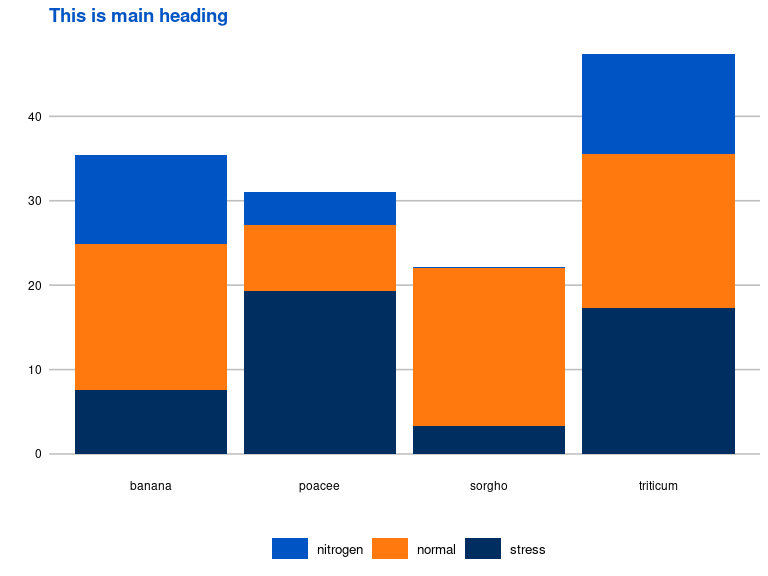 This is main heading
40
30
20
10
0
banana poacee sorgho triticum
nitrogen normal stress